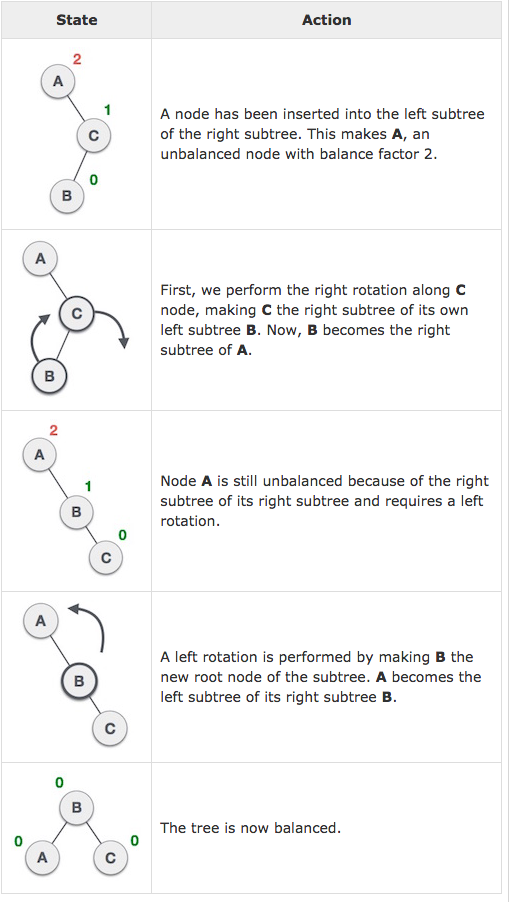 State Action
2
A
1
C
0
B
A node has been inserted into the left subtree
of the right subtree. This makes A, an
unbalanced node with balance factor 2.
A
C
B
First, we perform the right rotation along C
node, making C the right subtree of its own
left subtree B. Now, B becomes the right
subtree of A.
2
A
1
B
0
C
Node A is still unbalanced because of the right
subtree of its right subtree and requires a left
rotation.
A
B
C
A left rotation is performed by making B the
new root node of the subtree. A becomes the
left subtree of its right subtree B.
0
B
0 0
A C
The tree is now balanced.